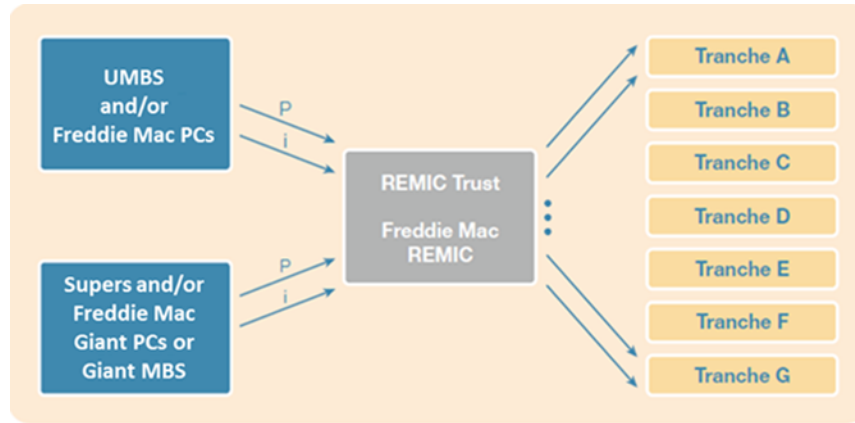 UMBS
and/or
Freddie Mac PCs
P
i
Supers and/or
Freddie Mac
Giant PCs or
Giant MBS
P
i
REMIC Trust
Freddie Mac
REMIC
Tranche A
Tranche B
Tranche C
Tranche D
Tranche E
Tranche F
Tranche G